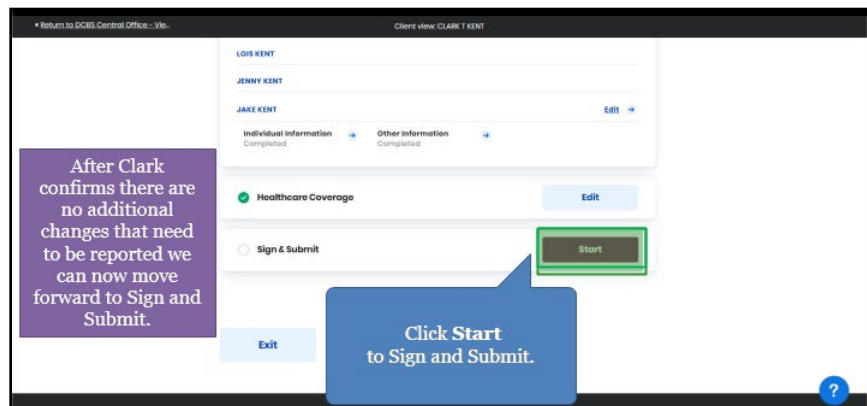 ◂ Return to DCBS Central Office - Vie...
Client view: CLARK T KENT
LOIS KENT
JENNY KENT
JAKE KENT
Edit →
Individual Information →
Completed
Other Information →
Completed
After Clark
confirms there are
no additional
changes that need
to be reported we
can now move
forward to Sign and
Submit.
Healthcare Coverage
Edit
Sign & Submit
Start
Exit
Click Start
to Sign and Submit.
?